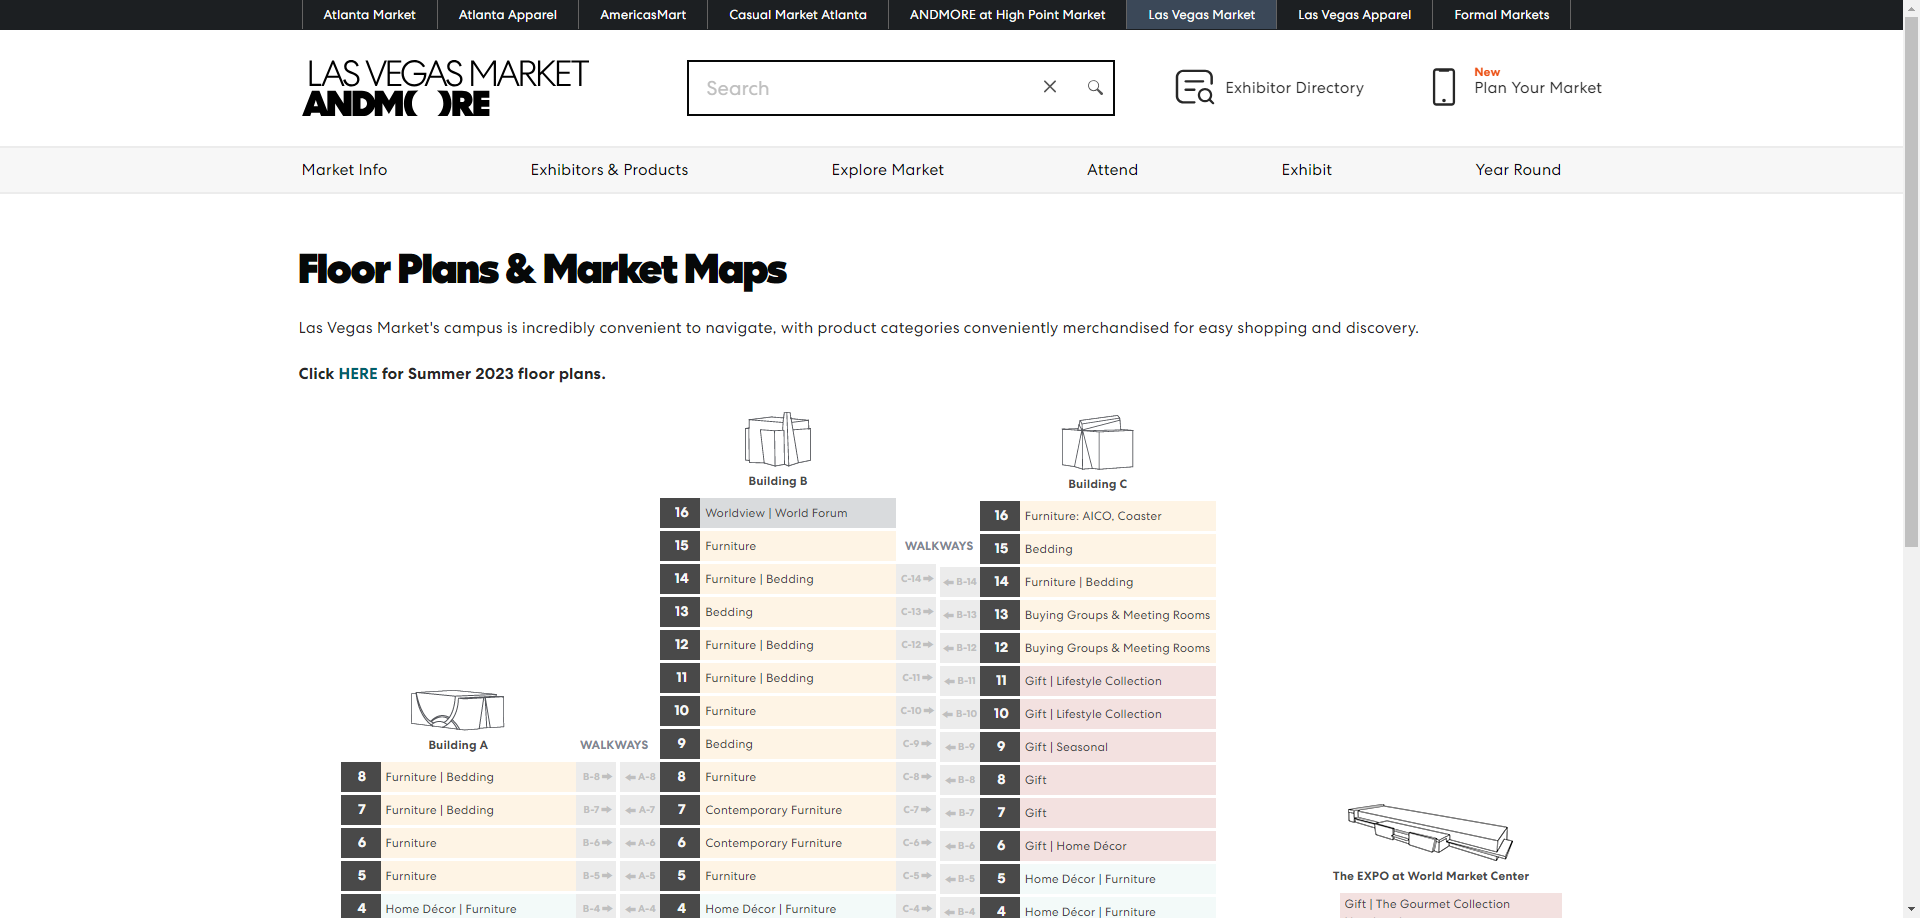 Atlanta Market
Atlanta Apparel
AmericasMart
Casual Market Atlanta
ANDMORE at High Point Market
Las Vegas Market
Las Vegas Apparel
Formal Markets
LAS VEGAS MARKET
ANDMORE
Search
Exhibitor Directory
New
Plan Your Market
Market Info
Exhibitors & Products
Explore Market
Attend
Exhibit
Year Round
Floor Plans & Market Maps
Las Vegas Market's campus is incredibly convenient to navigate, with product categories conveniently merchandised for easy shopping and discovery.
Click HERE for Summer 2023 floor plans.
Building A
WALKWAYS
8 Furniture | Bedding B-8
7 Furniture | Bedding B-7
6 Furniture B-6
5 Furniture B-5
4 Home Décor | Furniture B-4
Building B
WALKWAYS
16 Worldview | World Forum
15 Furniture
14 Furniture | Bedding C-14
13 Bedding C-13
12 Furniture | Bedding C-12
11 Furniture | Bedding C-11
10 Furniture C-10
9 Bedding C-9
A-8 8 Furniture C-8
A-7 7 Contemporary Furniture C-7
A-6 6 Contemporary Furniture C-6
A-5 5 Furniture C-5
A-4 4 Home Décor | Furniture C-4
Building C
16 Furniture: AICO, Coaster
15 Bedding
B-14 14 Furniture | Bedding
B-13 13 Buying Groups & Meeting Rooms
B-12 12 Buying Groups & Meeting Rooms
B-11 11 Gift | Lifestyle Collection
B-10 10 Gift | Lifestyle Collection
B-9 9 Gift | Seasonal
B-8 8 Gift
B-7 7 Gift
B-6 6 Gift | Home Décor
B-5 5 Home Décor | Furniture
B-4 4 Home Décor | Furniture
The EXPO at World Market Center
Gift | The Gourmet Collection